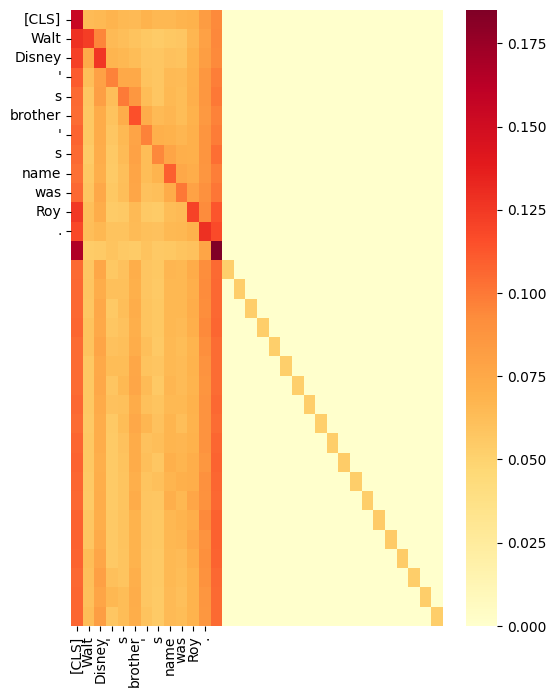 [CLS]
Walt
Disney
'
s
brother
'
s
name
was
Roy
.
[CLS]
Walt
Disney
'
s
brother
'
s
name
was
Roy
.
0.175
0.150
0.125
0.100
0.075
0.050
0.025
0.000